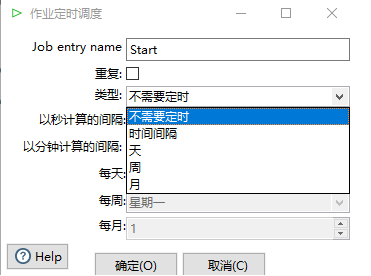 作业定时调度
Job entry name Start
重复:
类型: 不需要定时
不需要定时
以秒计算的间隔: 时间间隔
天
以分钟计算的间隔: 周
每天: 月
每周: 星期一
每月: 1
Help
确定(O) 取消(C)